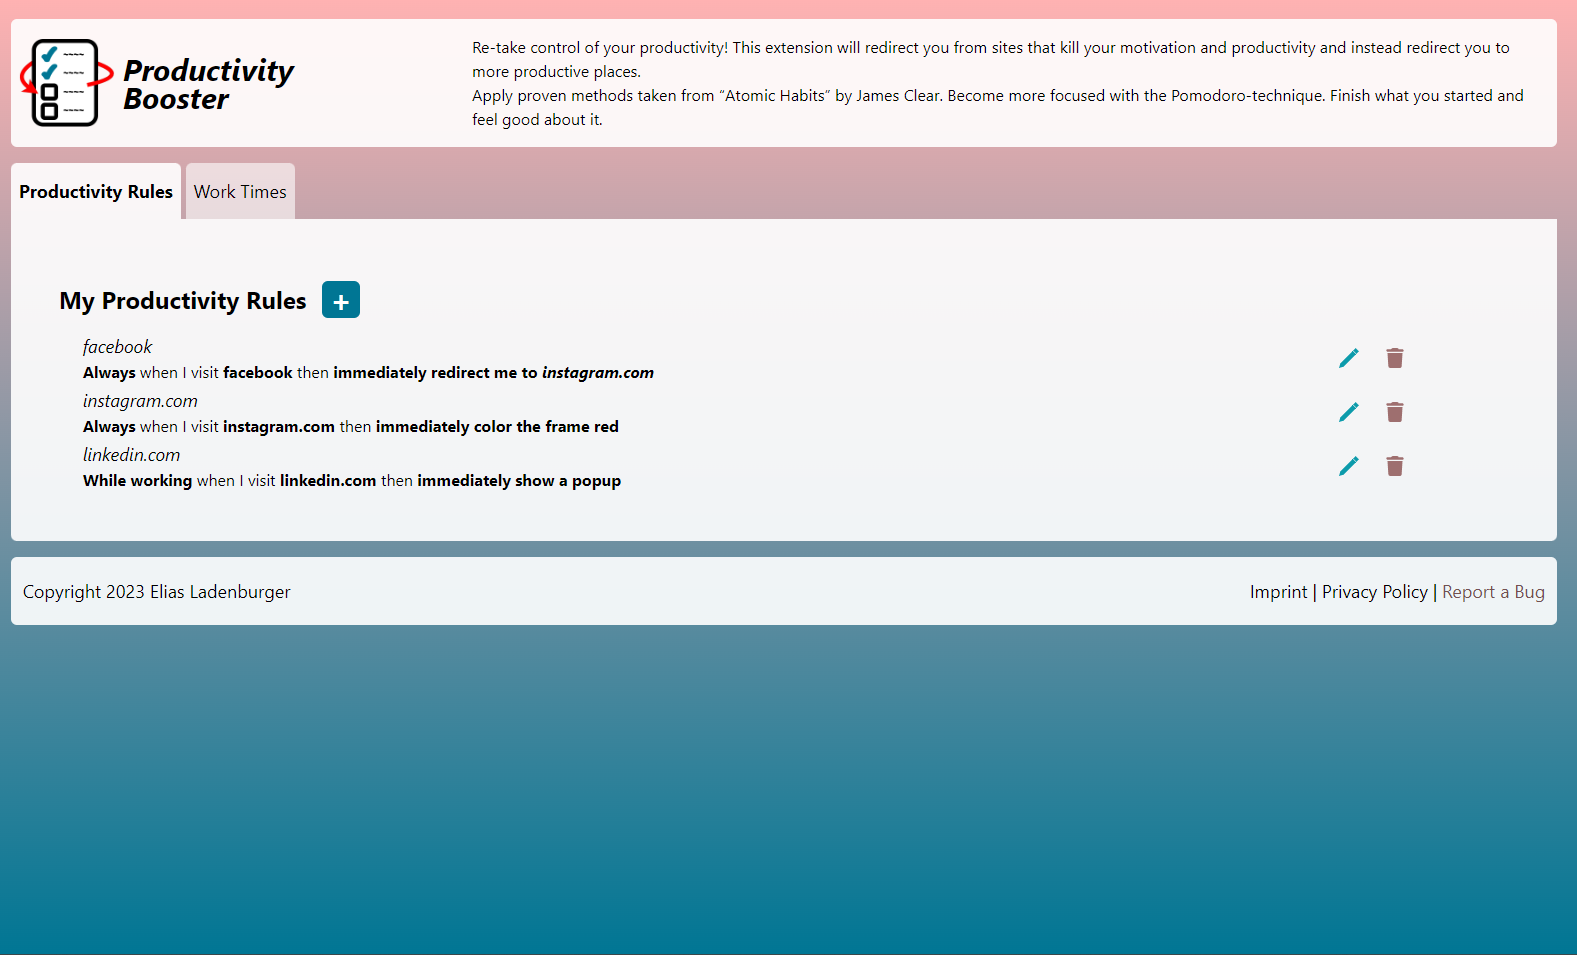 Productivity
Booster
Re-take control of your productivity! This extension will redirect you from sites that kill your motivation and productivity and instead redirect you to
more productive places.
Apply proven methods taken from “Atomic Habits” by James Clear. Become more focused with the Pomodoro-technique. Finish what you started and
feel good about it.
Productivity Rules
Work Times
My Productivity Rules +
facebook
Always when I visit facebook then immediately redirect me to instagram.com
instagram.com
Always when I visit instagram.com then immediately color the frame red
linkedin.com
While working when I visit linkedin.com then immediately show a popup
Copyright 2023 Elias Ladenburger
Imprint | Privacy Policy | Report a Bug